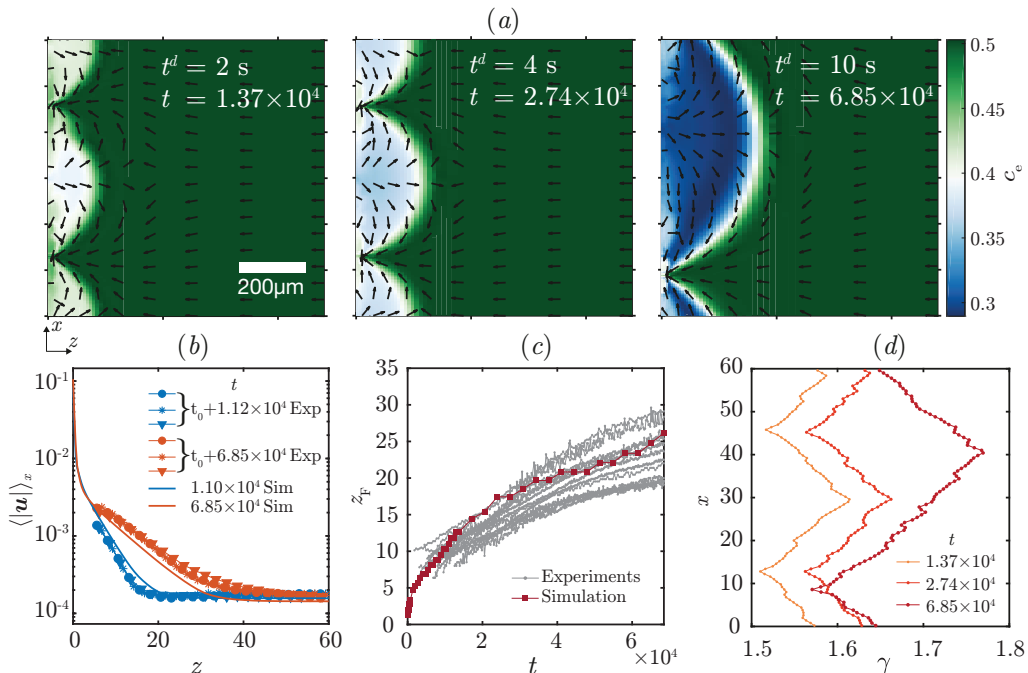 (a)
t^d = 2 s
t = 1.37×10^4
t^d = 4 s
t = 2.74×10^4
t^d = 10 s
t = 6.85×10^4
200μm
0.5
0.45
0.4
0.35
0.3
c_e
x
z
(b)
10^-1
10^-2
10^-3
10^-4
⟨|u|⟩_x
t
t_0+1.12×10^4 Exp
t_0+6.85×10^4 Exp
1.10×10^4 Sim
6.85×10^4 Sim
0 20 40 60
z
(c)
35
30
25
20
15
10
5
0
z_F
Experiments
Simulation
0 2 4 6
×10^4
t
(d)
60
50
40
30
20
10
0
x
t
1.37×10^4
2.74×10^4
6.85×10^4
1.5 1.6 1.7 1.8
γ